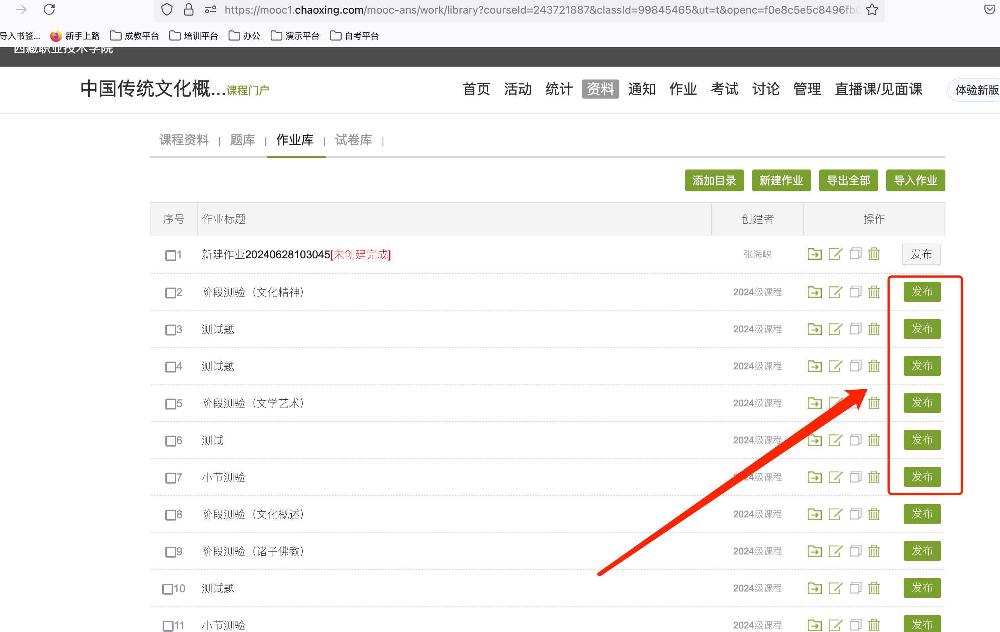 https://mooc1.chaoxing.com/mooc-ans/work/library?courseId=243721887&classId=99845465&ut=t&openc=f0e8c5e5c8496fb0
导入书签... 新手上路 成教平台 培训平台 办公 演示平台 自考平台
西藏职业技术学院
中国传统文化概... 课程门户 首页 活动 统计 资料 通知 作业 考试 讨论 管理 直播课/见面课 体验新版
课程资料 | 题库 | 作业库 | 试卷库 |
添加目录 新建作业 导出全部 导入作业
序号 作业标题 创建者 操作
1 新建作业20240628103045[未创建完成] 张海峡 发布
2 阶段测验（文化精神） 2024级课程 发布
3 测试题 2024级课程 发布
4 测试题 2024级课程 发布
5 阶段测验（文学艺术） 2024级课程 发布
6 测试 2024级课程 发布
7 小节测验 2024级课程 发布
8 阶段测验（文化概述） 2024级课程 发布
9 阶段测验（诸子佛教） 2024级课程 发布
10 测试题 2024级课程 发布
11 小节测验 2024级课程 发布